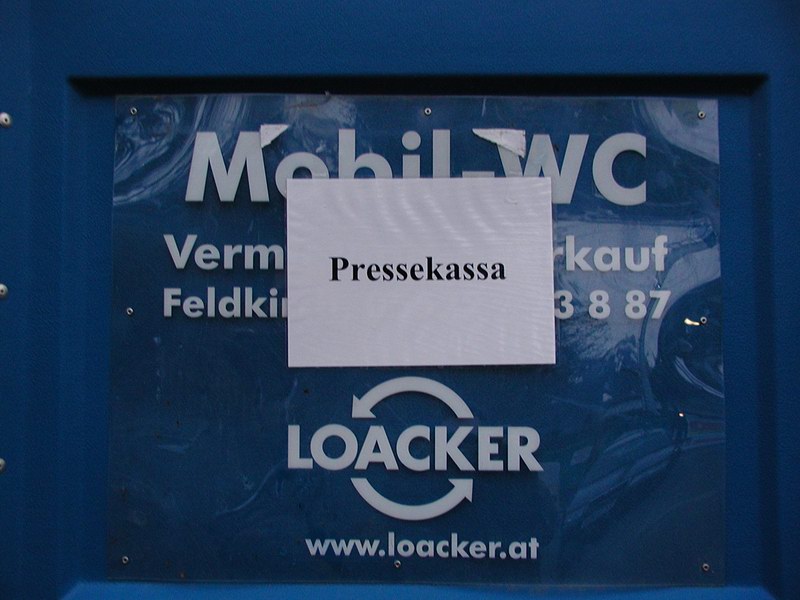 Mobil-WC
Verm rkauf
Feldki 3 8 87
Pressekassa
LOACKER
www.loacker.at